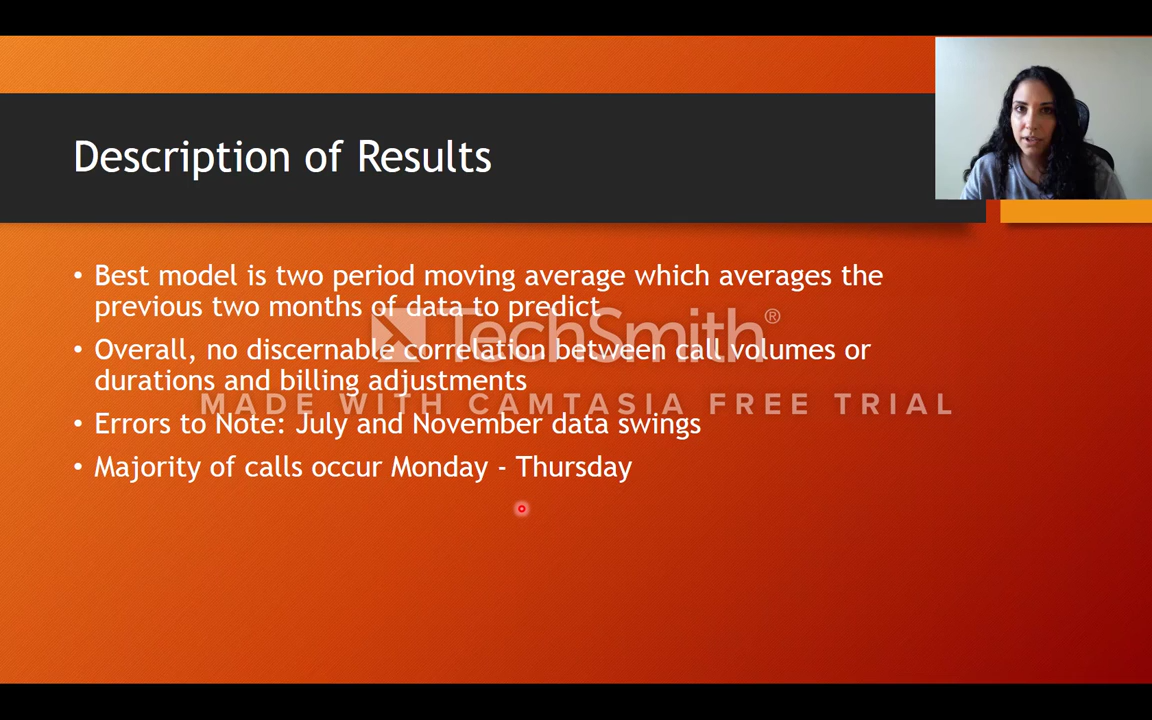 Description of Results
• Best model is two period moving average which averages the
previous two months of data to predict
• Overall, no discernable correlation between call volumes or
durations and billing adjustments
• Errors to Note: July and November data swings
• Majority of calls occur Monday - Thursday
TechSmith®
MADE WITH CAMTASIA FREE TRIAL